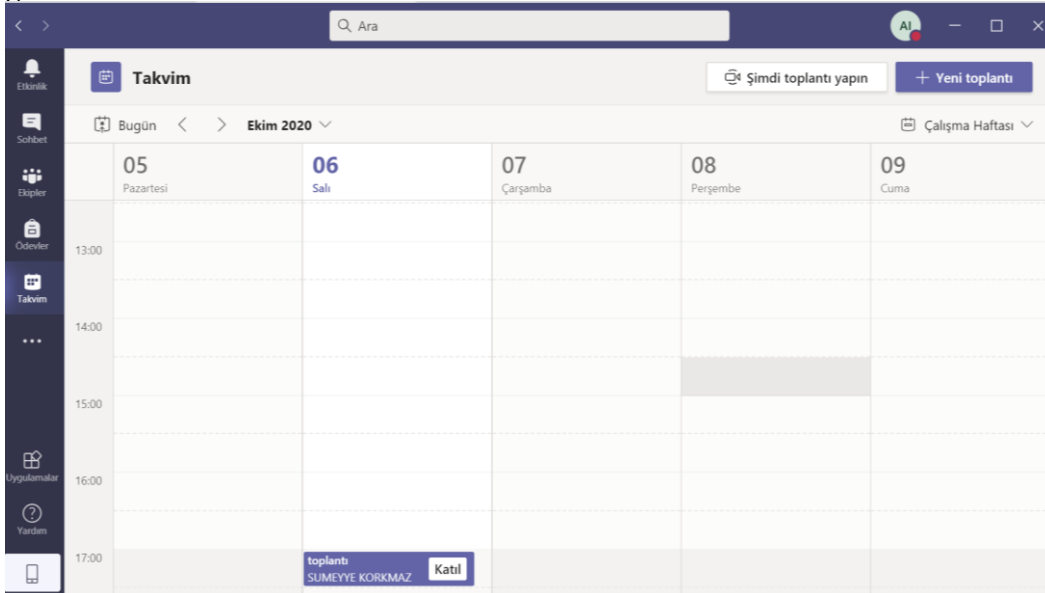 Ara
AI
Etkinlik
Sohbet
Ekipler
Ödevler
Takvim
Uygulamalar
Yardım
Takvim
Şimdi toplantı yapın
Yeni toplantı
Bugün
Ekim 2020
Çalışma Haftası
05
Pazartesi
06
Salı
07
Çarşamba
08
Perşembe
09
Cuma
13:00
14:00
15:00
16:00
17:00
toplantı
SUMEYYE KORKMAZ
Katıl